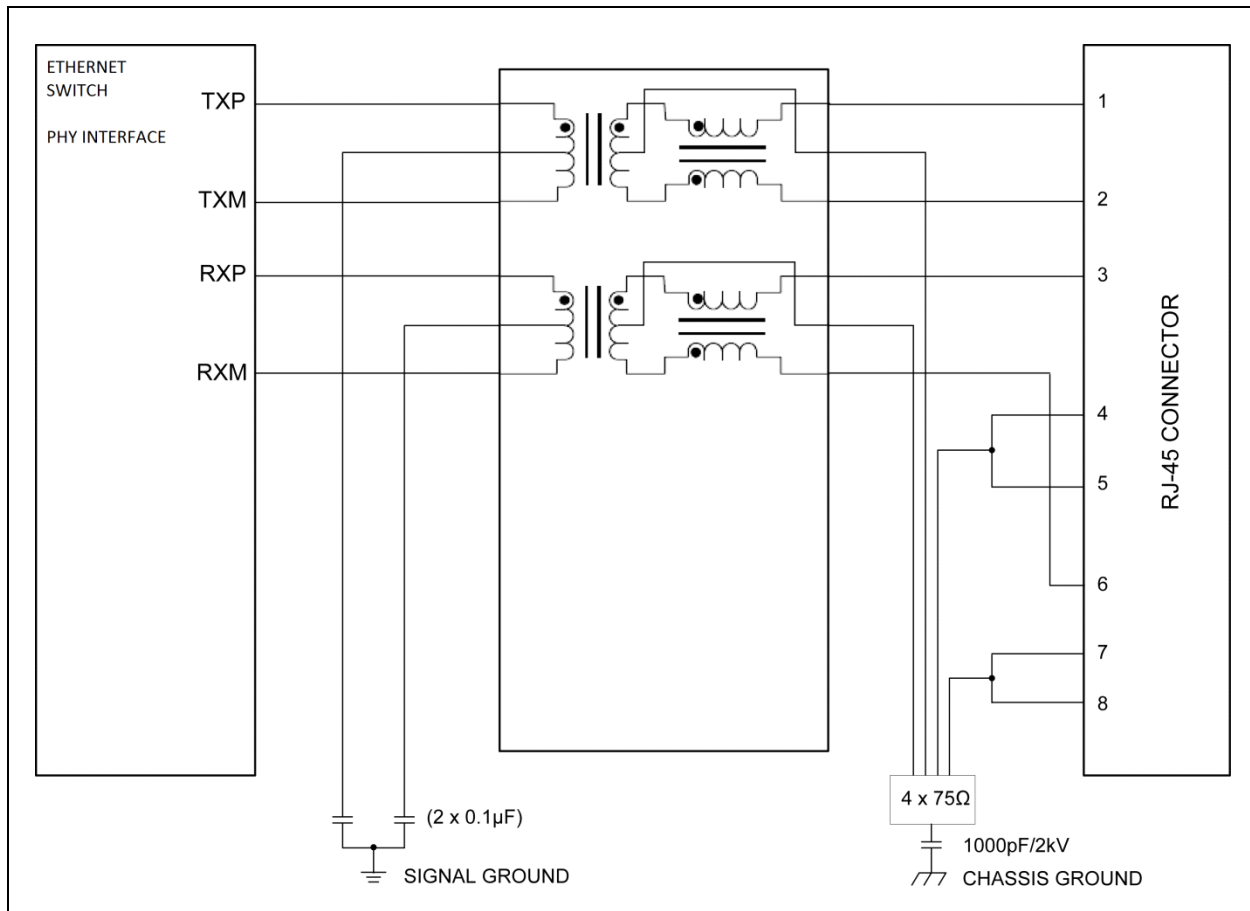 ETHERNET
SWITCH
PHY INTERFACE
TXP
TXM
RXP
RXM
1
2
3
4
5
6
7
8
RJ-45 CONNECTOR
(2 x 0.1µF)
SIGNAL GROUND
4 x 75Ω
1000pF/2kV
CHASSIS GROUND